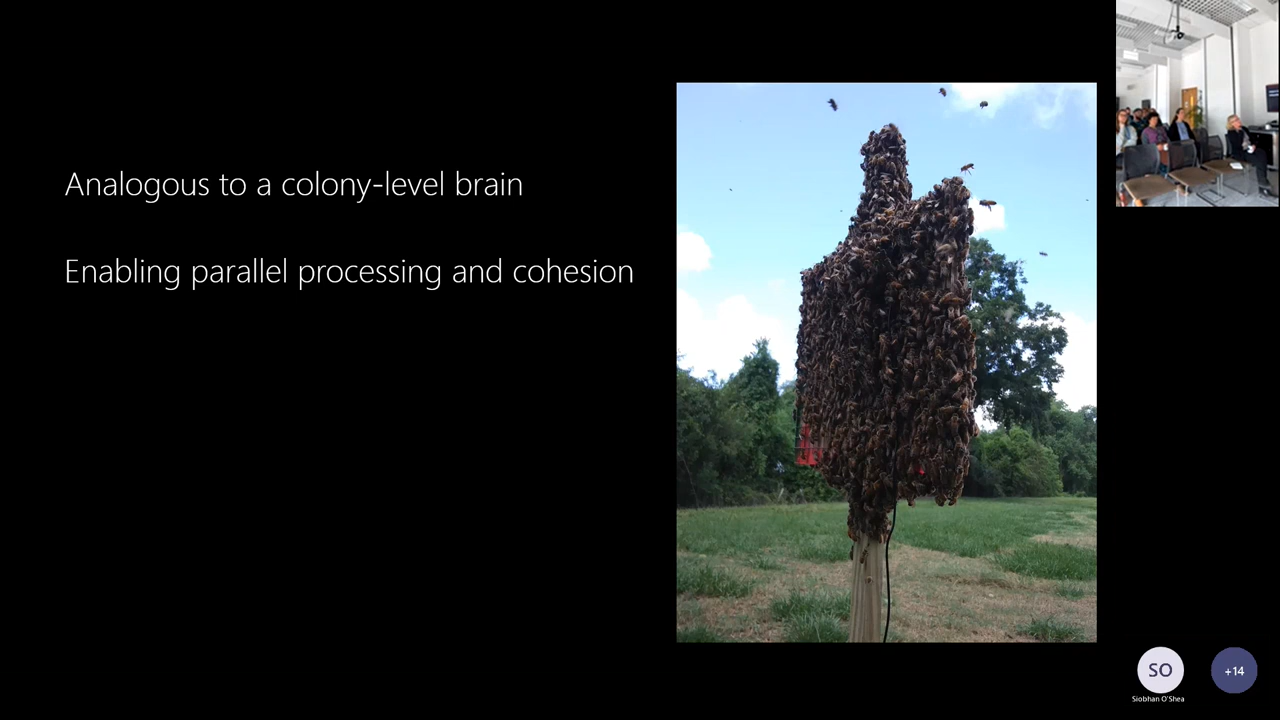 Analogous to a colony-level brain
Enabling parallel processing and cohesion
SO
+14
Siobhan O'Shea